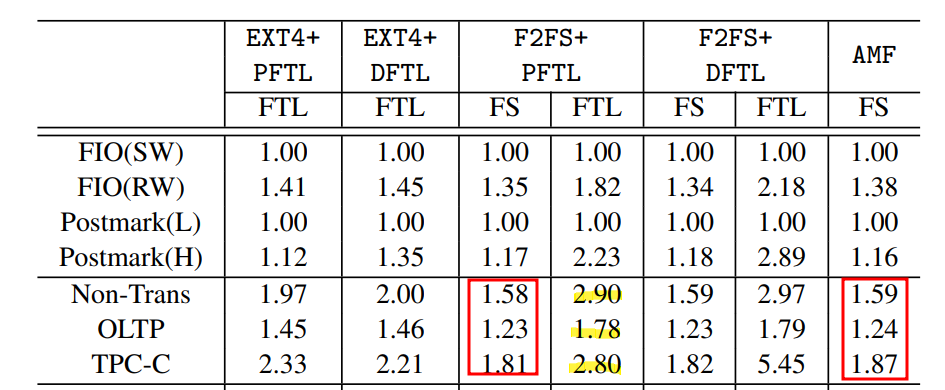 EXT4+ EXT4+ F2FS+ F2FS+ AMF
PFTL DFTL PFTL DFTL
FTL FTL FS FTL FS FTL FS
FIO(SW) 1.00 1.00 1.00 1.00 1.00 1.00 1.00
FIO(RW) 1.41 1.45 1.35 1.82 1.34 2.18 1.38
Postmark(L) 1.00 1.00 1.00 1.00 1.00 1.00 1.00
Postmark(H) 1.12 1.35 1.17 2.23 1.18 2.89 1.16
Non-Trans 1.97 2.00 1.58 2.90 1.59 2.97 1.59
OLTP 1.45 1.46 1.23 1.78 1.23 1.79 1.24
TPC-C 2.33 2.21 1.81 2.80 1.82 5.45 1.87